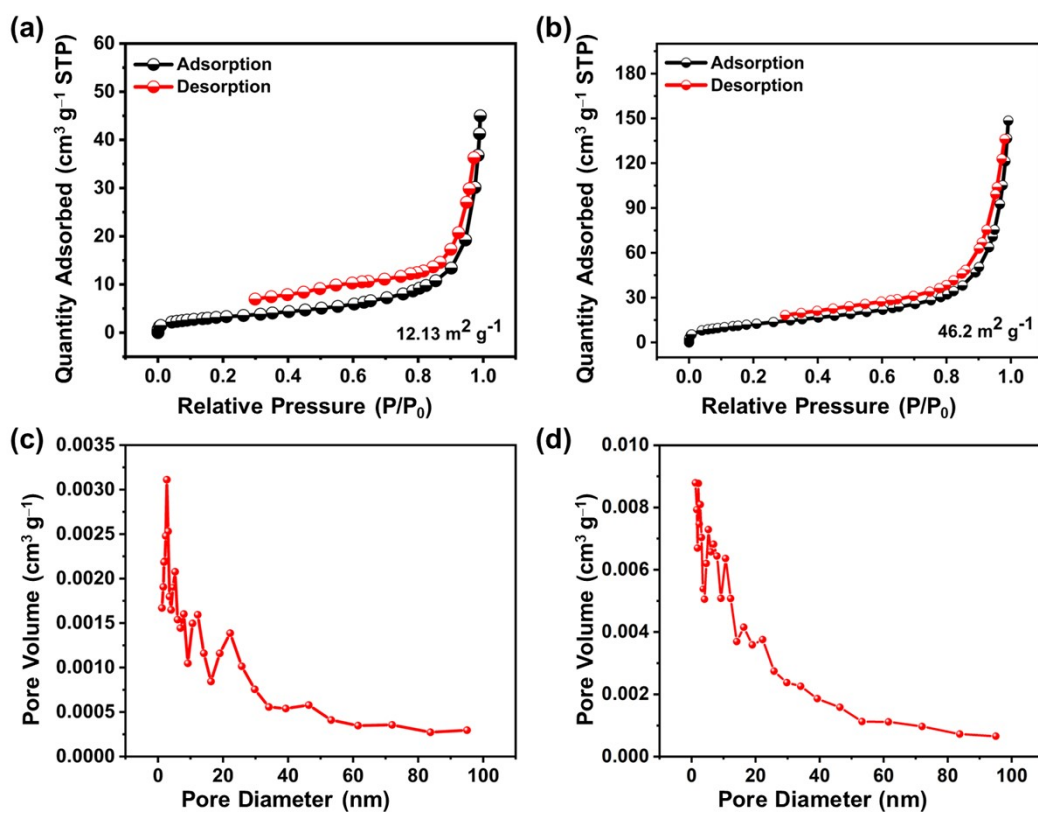 (a)
60
50
40
30
20
10
0
Quantity Adsorbed (cm³ g⁻¹ STP)
Adsorption
Desorption
12.13 m² g⁻¹
0.0 0.2 0.4 0.6 0.8 1.0
Relative Pressure (P/P₀)
(b)
180
150
120
90
60
30
0
Quantity Adsorbed (cm³ g⁻¹ STP)
Adsorption
Desorption
46.2 m² g⁻¹
0.0 0.2 0.4 0.6 0.8 1.0
Relative Pressure (P/P₀)
(c)
0.0035
0.0030
0.0025
0.0020
0.0015
0.0010
0.0005
0.0000
Pore Volume (cm³ g⁻¹)
0 20 40 60 80 100
Pore Diameter (nm)
(d)
0.010
0.008
0.006
0.004
0.002
0.000
Pore Volume (cm³ g⁻¹)
0 20 40 60 80 100
Pore Diameter (nm)